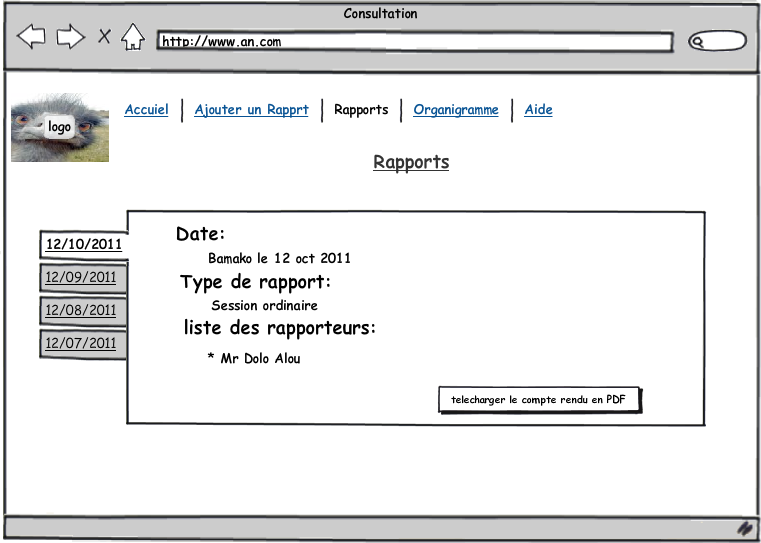 Consultation
http://www.an.com
logo
Accuiel
Ajouter un Rapprt
Rapports
Organigramme
Aide
Rapports
12/10/2011
12/09/2011
12/08/2011
12/07/2011
Date:
Bamako le 12 oct 2011
Type de rapport:
Session ordinaire
liste des rapporteurs:
* Mr Dolo Alou
telecharger le compte rendu en PDF